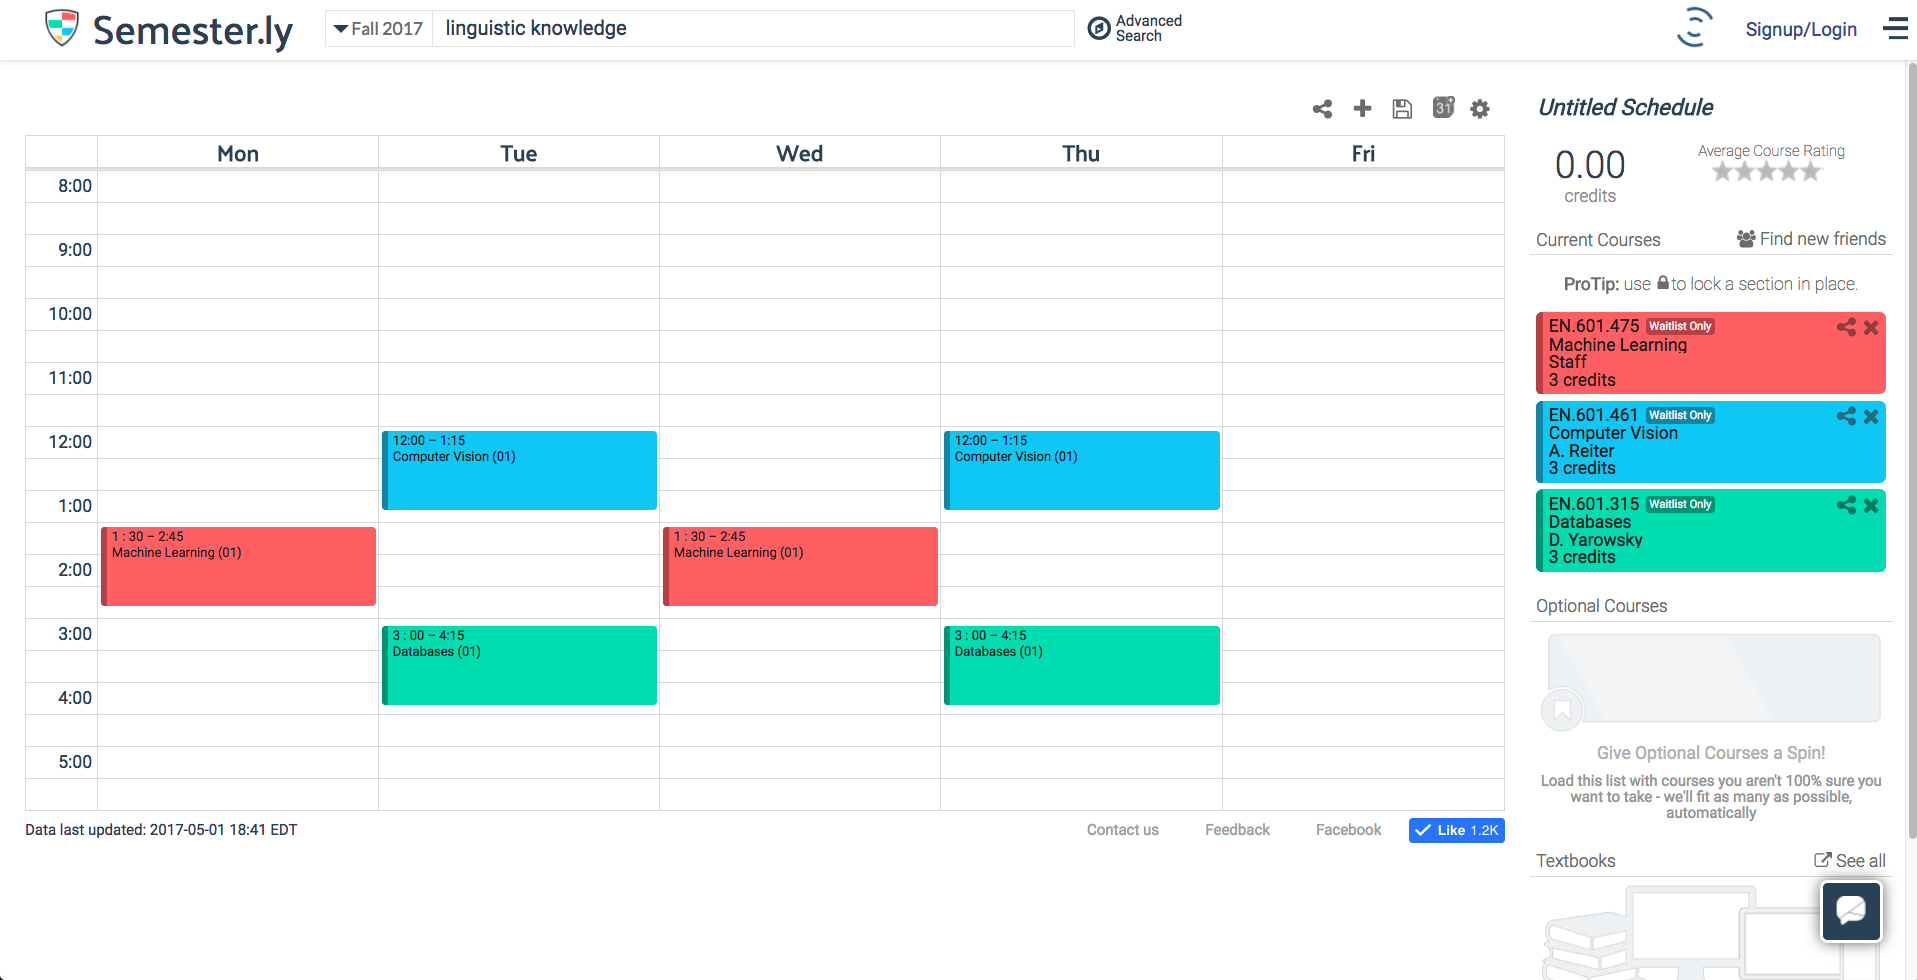 Semester.ly
Fall 2017
linguistic knowledge
Advanced
Search
Signup/Login
31
Mon Tue Wed Thu Fri
8:00
9:00
10:00
11:00
12:00
1:00
2:00
3:00
4:00
5:00
12:00 – 1:15
Computer Vision (01)
12:00 – 1:15
Computer Vision (01)
1 : 30 – 2:45
Machine Learning (01)
1 : 30 – 2:45
Machine Learning (01)
3 : 00 – 4:15
Databases (01)
3 : 00 – 4:15
Databases (01)
Data last updated: 2017-05-01 18:41 EDT
Contact us
Feedback
Facebook
Like 1.2K
Untitled Schedule
0.00
credits
Average Course Rating
Current Courses
Find new friends
ProTip: use to lock a section in place.
EN.601.475 Waitlist Only
Machine Learning
Staff
3 credits
EN.601.461 Waitlist Only
Computer Vision
A. Reiter
3 credits
EN.601.315 Waitlist Only
Databases
D. Yarowsky
3 credits
Optional Courses
Give Optional Courses a Spin!
Load this list with courses you aren't 100% sure you
want to take - we'll fit as many as possible,
automatically
Textbooks
See all